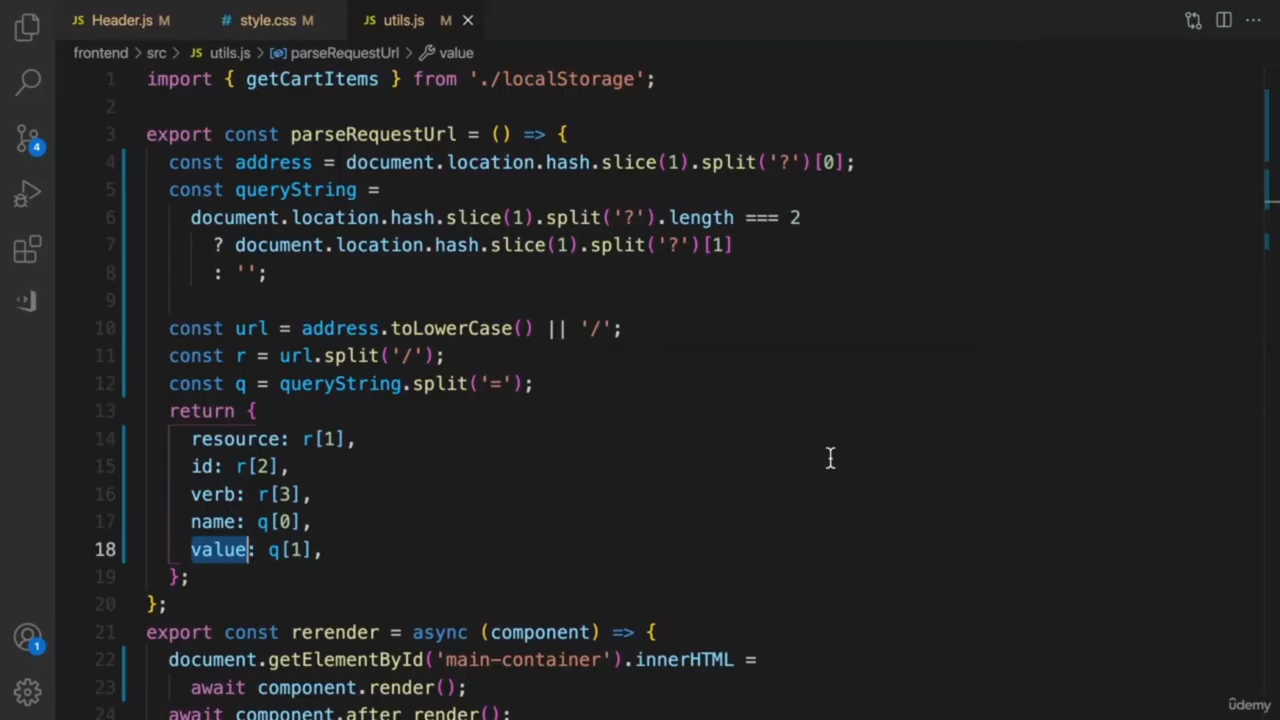 Header.js M
style.css M
utils.js M
frontend > src > JS utils.js > parseRequestUrl > value
1 import { getCartItems } from './localStorage';
2
3 export const parseRequestUrl = () => {
4 const address = document.location.hash.slice(1).split('?')[0];
5 const queryString =
6 document.location.hash.slice(1).split('?').length === 2
7 ? document.location.hash.slice(1).split('?')[1]
8 : '';
9
10 const url = address.toLowerCase() || '/';
11 const r = url.split('/');
12 const q = queryString.split('=');
13 return {
14 resource: r[1],
15 id: r[2],
16 verb: r[3],
17 name: q[0],
18 value: q[1],
19 };
20 };
21 export const rerender = async (component) => {
22 document.getElementById('main-container').innerHTML =
23 await component.render();
24 await component.after_render();
4
1
ûdemy